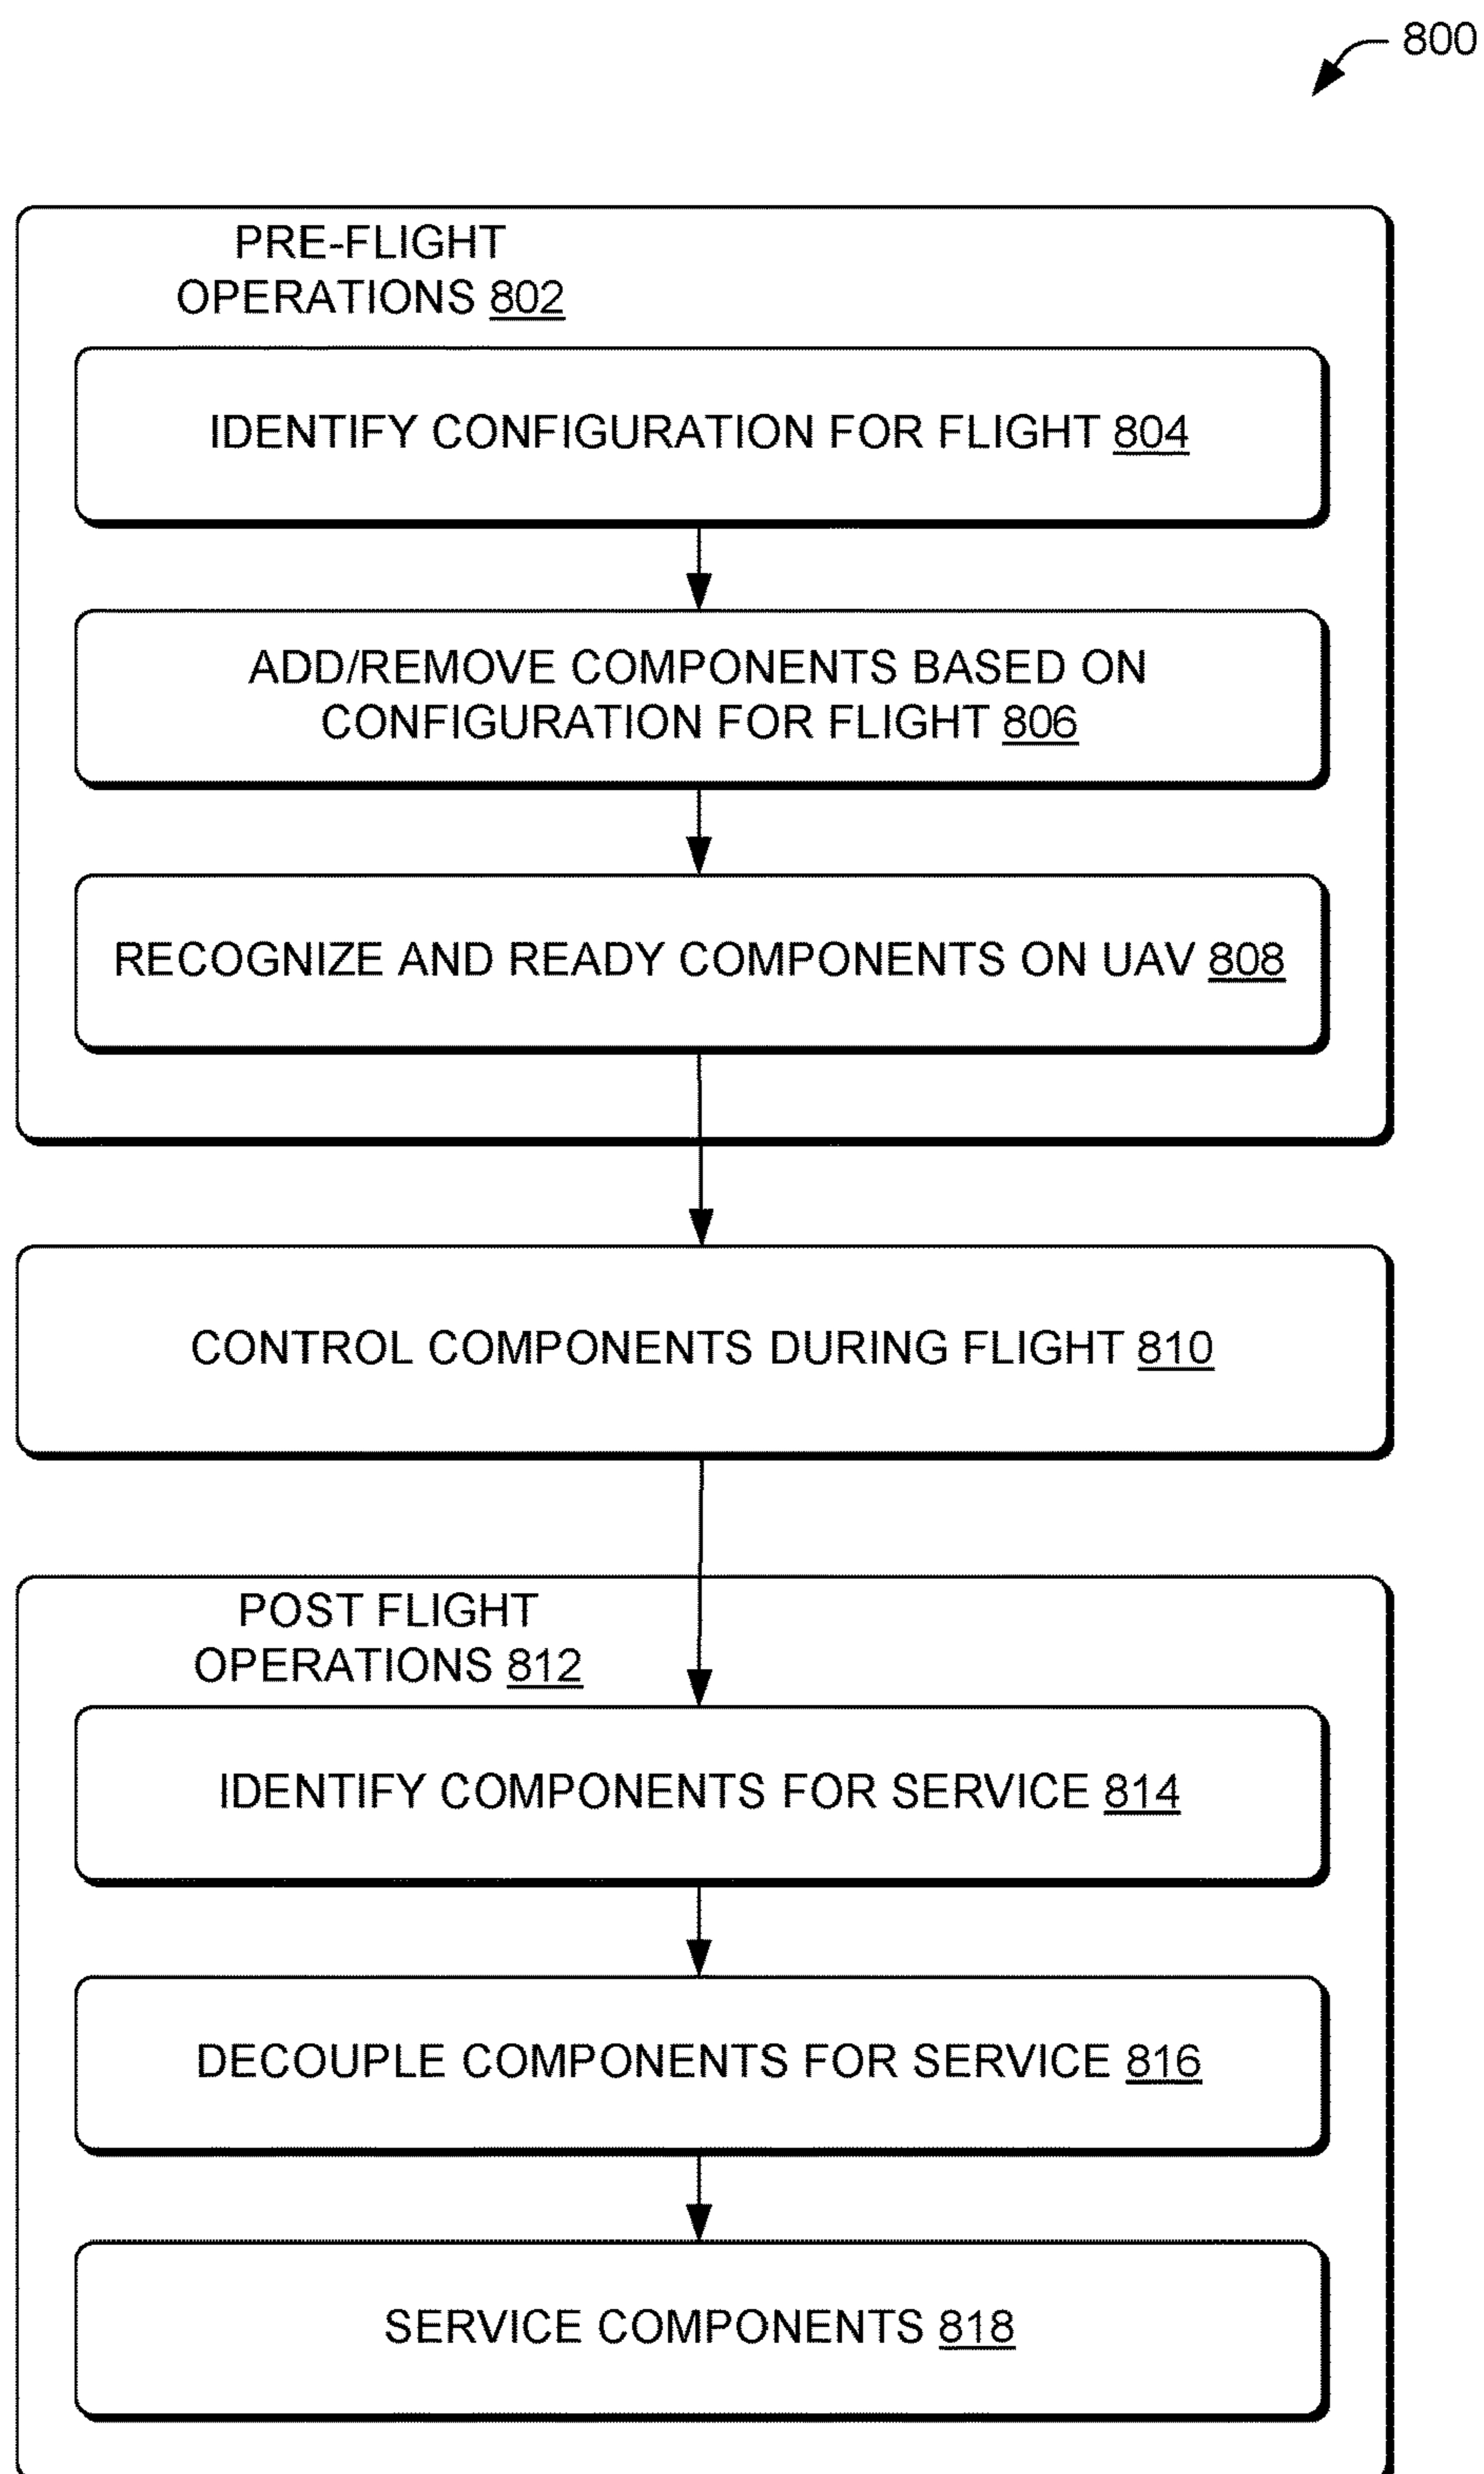 800
PRE-FLIGHT
OPERATIONS 802
IDENTIFY CONFIGURATION FOR FLIGHT 804
ADD/REMOVE COMPONENTS BASED ON
CONFIGURATION FOR FLIGHT 806
RECOGNIZE AND READY COMPONENTS ON UAV 808
CONTROL COMPONENTS DURING FLIGHT 810
POST FLIGHT
OPERATIONS 812
IDENTIFY COMPONENTS FOR SERVICE 814
DECOUPLE COMPONENTS FOR SERVICE 816
SERVICE COMPONENTS 818